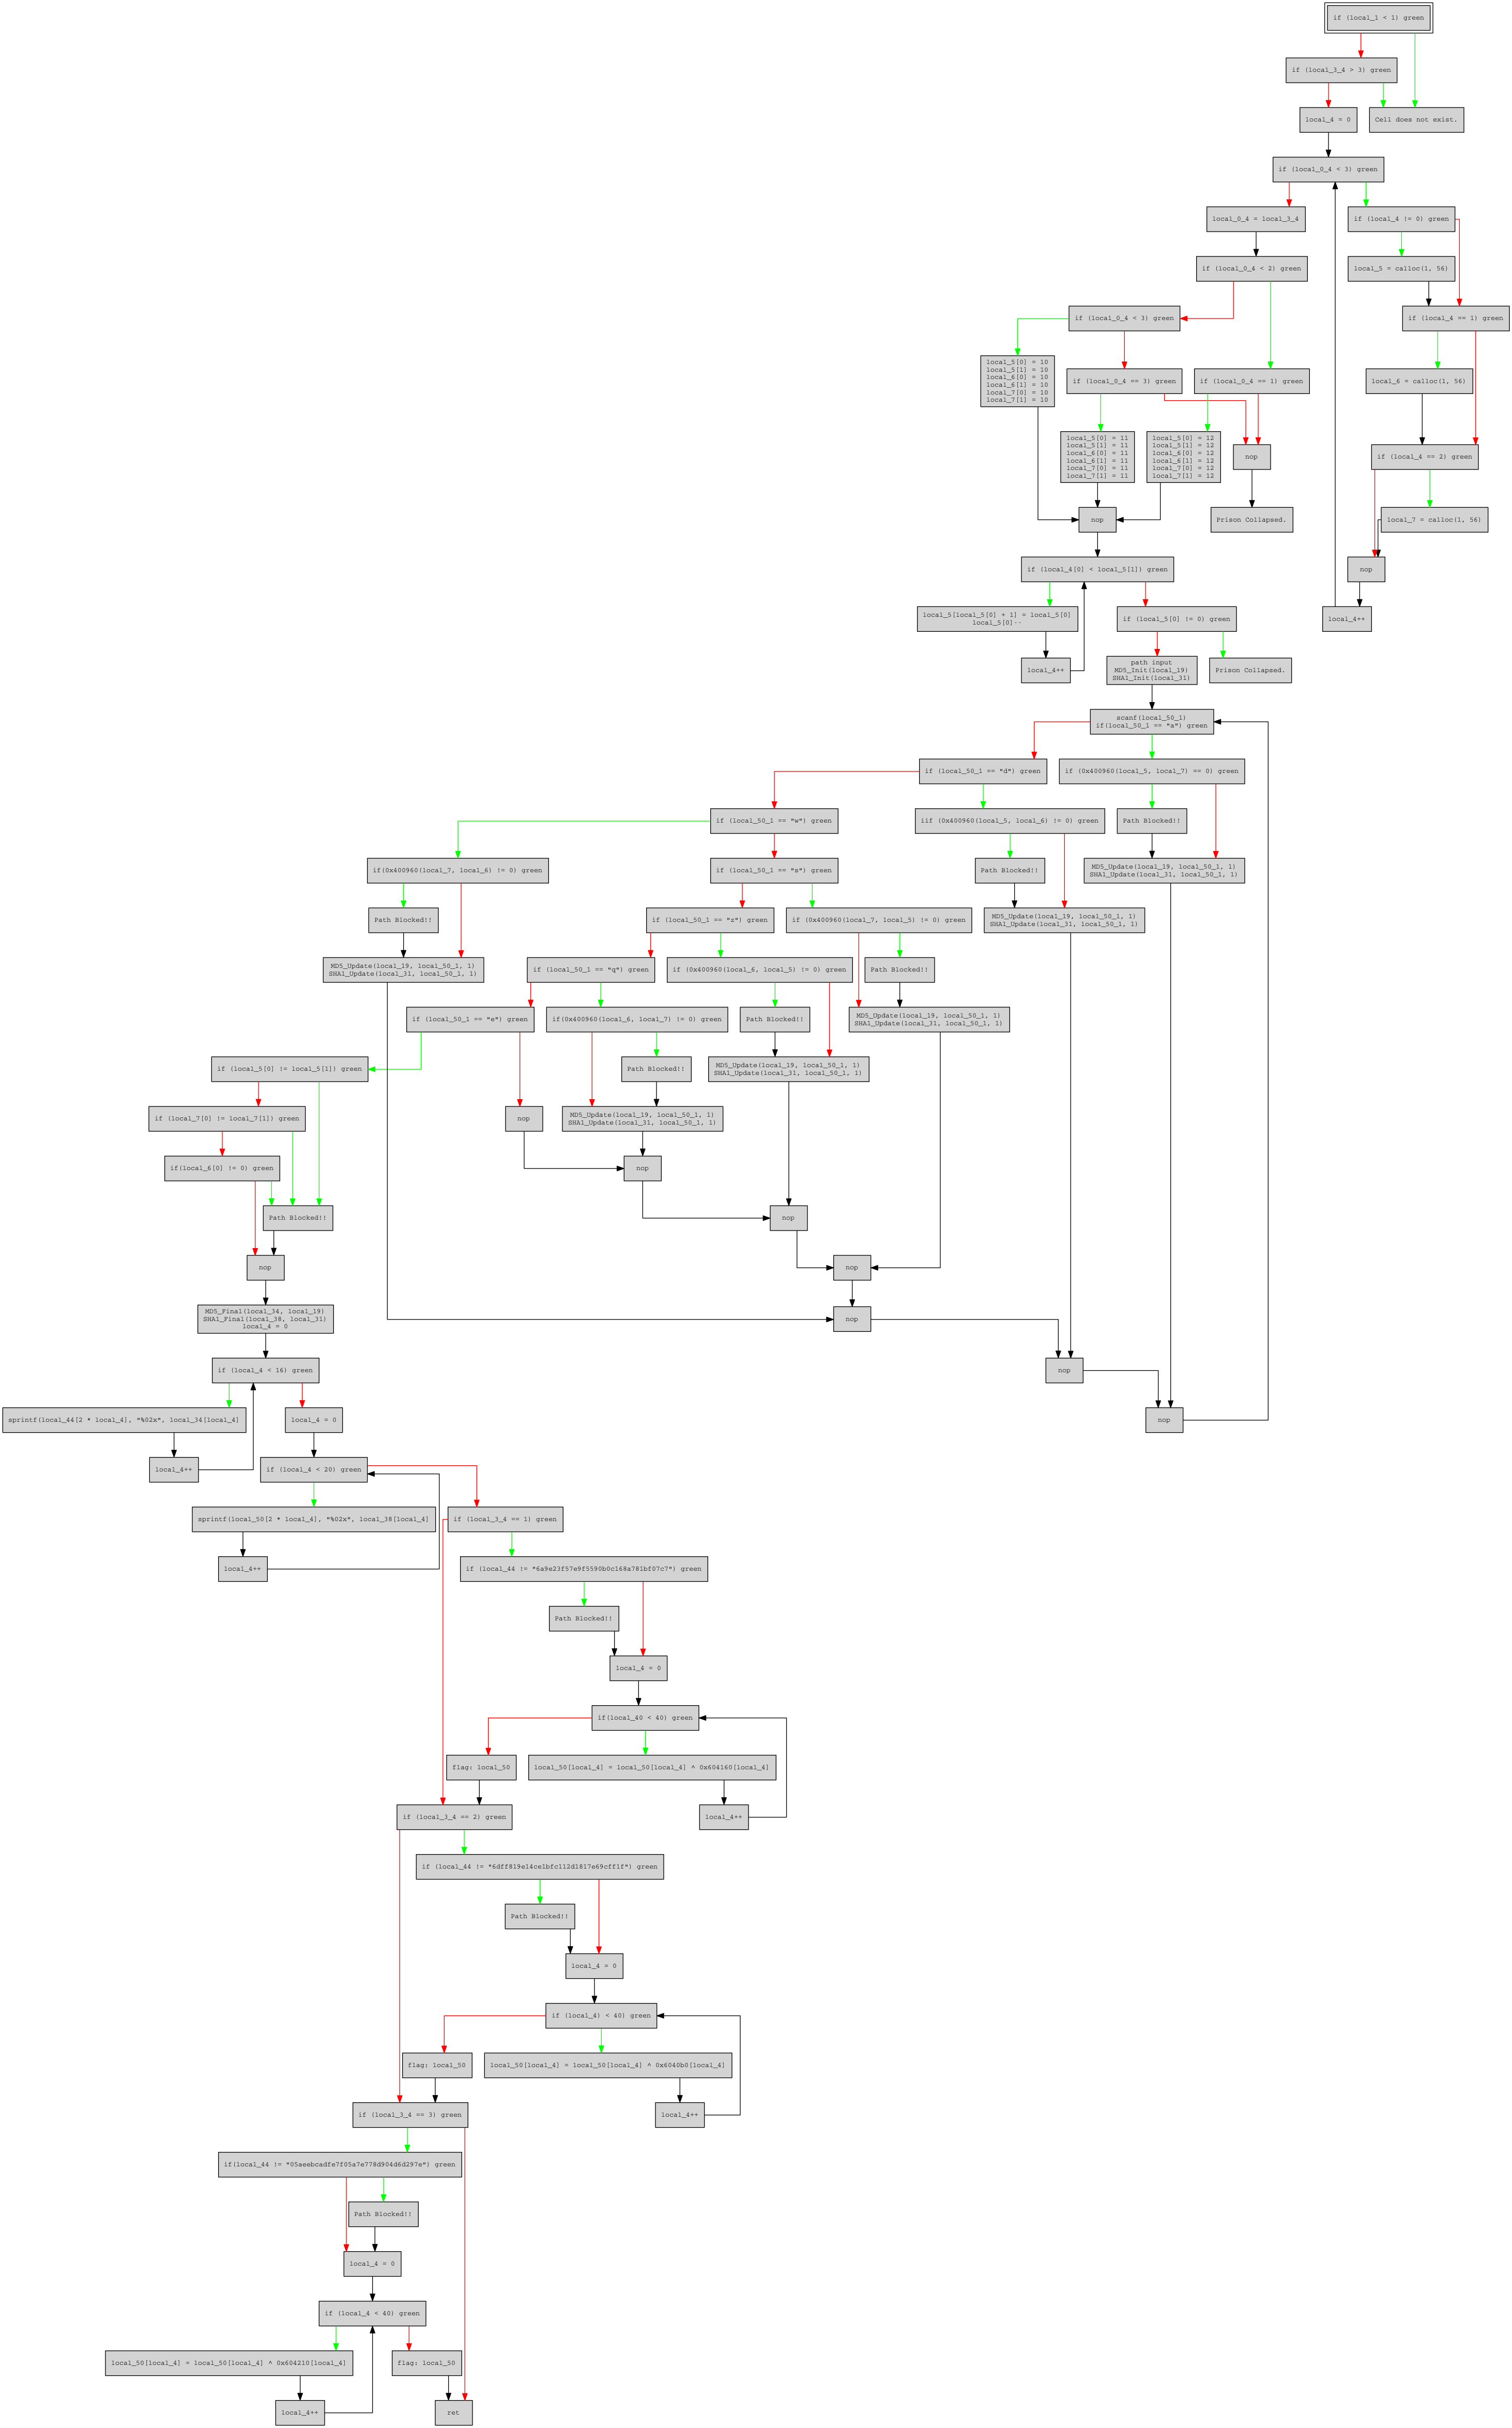 if (local_1 < 1) green
if (local_3_4 > 3) green
local_4 = 0
Cell does not exist.
if (local_0_4 < 3) green
local_0_4 = local_3_4
if (local_4 != 0) green
if (local_0_4 < 2) green
local_5 = calloc(1, 56)
if (local_0_4 < 3) green
if (local_4 == 1) green
local_5[0] = 10
local_5[1] = 10
local_6[0] = 10
local_6[1] = 10
local_7[0] = 10
local_7[1] = 10
if (local_0_4 == 3) green
if (local_0_4 == 1) green
local_6 = calloc(1, 56)
local_5[0] = 11
local_5[1] = 11
local_6[0] = 11
local_6[1] = 11
local_7[0] = 11
local_7[1] = 11
local_5[0] = 12
local_5[1] = 12
local_6[0] = 12
local_6[1] = 12
local_7[0] = 12
local_7[1] = 12
nop
if (local_4 == 2) green
nop
Prison Collapsed.
local_7 = calloc(1, 56)
if (local_4[0] < local_5[1]) green
nop
local_5[local_5[0] + 1] = local_5[0]
local_5[0]--
if (local_5[0] != 0) green
local_4++
local_4++
path input
MD5_Init(local_19)
SHA1_Init(local_31)
Prison Collapsed.
scanf(local_50_1)
if(local_50_1 == "a") green
if (local_50_1 == "d") green
if (0x400960(local_5, local_7) == 0) green
if (local_50_1 == "w") green
iif (0x400960(local_5, local_6) != 0) green
Path Blocked!!
if(0x400960(local_7, local_6) != 0) green
if (local_50_1 == "s") green
Path Blocked!!
MD5_Update(local_19, local_50_1, 1)
SHA1_Update(local_31, local_50_1, 1)
Path Blocked!!
if (local_50_1 == "z") green
if (0x400960(local_7, local_5) != 0) green
MD5_Update(local_19, local_50_1, 1)
SHA1_Update(local_31, local_50_1, 1)
MD5_Update(local_19, local_50_1, 1)
SHA1_Update(local_31, local_50_1, 1)
if (local_50_1 == "q") green
if (0x400960(local_6, local_5) != 0) green
Path Blocked!!
if (local_50_1 == "e") green
if(0x400960(local_6, local_7) != 0) green
Path Blocked!!
MD5_Update(local_19, local_50_1, 1)
SHA1_Update(local_31, local_50_1, 1)
if (local_5[0] != local_5[1]) green
Path Blocked!!
MD5_Update(local_19, local_50_1, 1)
SHA1_Update(local_31, local_50_1, 1)
if (local_7[0] != local_7[1]) green
nop
MD5_Update(local_19, local_50_1, 1)
SHA1_Update(local_31, local_50_1, 1)
if(local_6[0] != 0) green
nop
Path Blocked!!
nop
nop
nop
MD5_Final(local_34, local_19)
SHA1_Final(local_38, local_31)
local_4 = 0
nop
if (local_4 < 16) green
nop
sprintf(local_44[2 * local_4], "%02x", local_34[local_4]
local_4 = 0
nop
local_4++
if (local_4 < 20) green
sprintf(local_50[2 * local_4], "%02x", local_38[local_4]
if (local_3_4 == 1) green
local_4++
if (local_44 != "6a9e23f57e9f5590b0c168a781bf07c7") green
Path Blocked!!
local_4 = 0
if(local_40 < 40) green
flag: local_50
local_50[local_4] = local_50[local_4] ^ 0x604160[local_4]
if (local_3_4 == 2) green
local_4++
if (local_44 != "6dff819e14ce1bfc112d1817e69cff1f") green
Path Blocked!!
local_4 = 0
if (local_4) < 40) green
flag: local_50
local_50[local_4] = local_50[local_4] ^ 0x6040b0[local_4]
if (local_3_4 == 3) green
local_4++
if(local_44 != "05aeebcadfe7f05a7e778d904d6d297e") green
Path Blocked!!
local_4 = 0
if (local_4 < 40) green
local_50[local_4] = local_50[local_4] ^ 0x604210[local_4]
flag: local_50
local_4++
ret